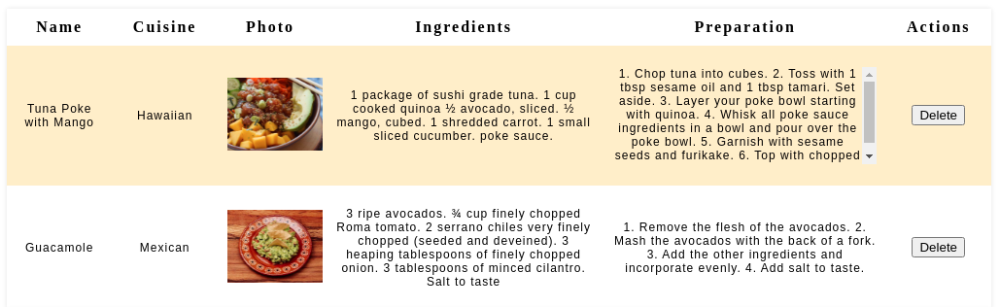 Name Cuisine Photo Ingredients Preparation Actions
Tuna Poke
with Mango
Hawaiian
1 package of sushi grade tuna. 1 cup
cooked quinoa ½ avocado, sliced. ½
mango, cubed. 1 shredded carrot. 1 small
sliced cucumber. poke sauce.
1. Chop tuna into cubes. 2. Toss with 1
tbsp sesame oil and 1 tbsp tamari. Set
aside. 3. Layer your poke bowl starting
with quinoa. 4. Whisk all poke sauce
ingredients in a bowl and pour over the
poke bowl. 5. Garnish with sesame
seeds and furikake. 6. Top with chopped
Delete
Guacamole
Mexican
3 ripe avocados. ¾ cup finely chopped
Roma tomato. 2 serrano chiles very finely
chopped (seeded and deveined). 3
heaping tablespoons of finely chopped
onion. 3 tablespoons of minced cilantro.
Salt to taste
1. Remove the flesh of the avocados. 2.
Mash the avocados with the back of a fork.
3. Add the other ingredients and
incorporate evenly. 4. Add salt to taste.
Delete